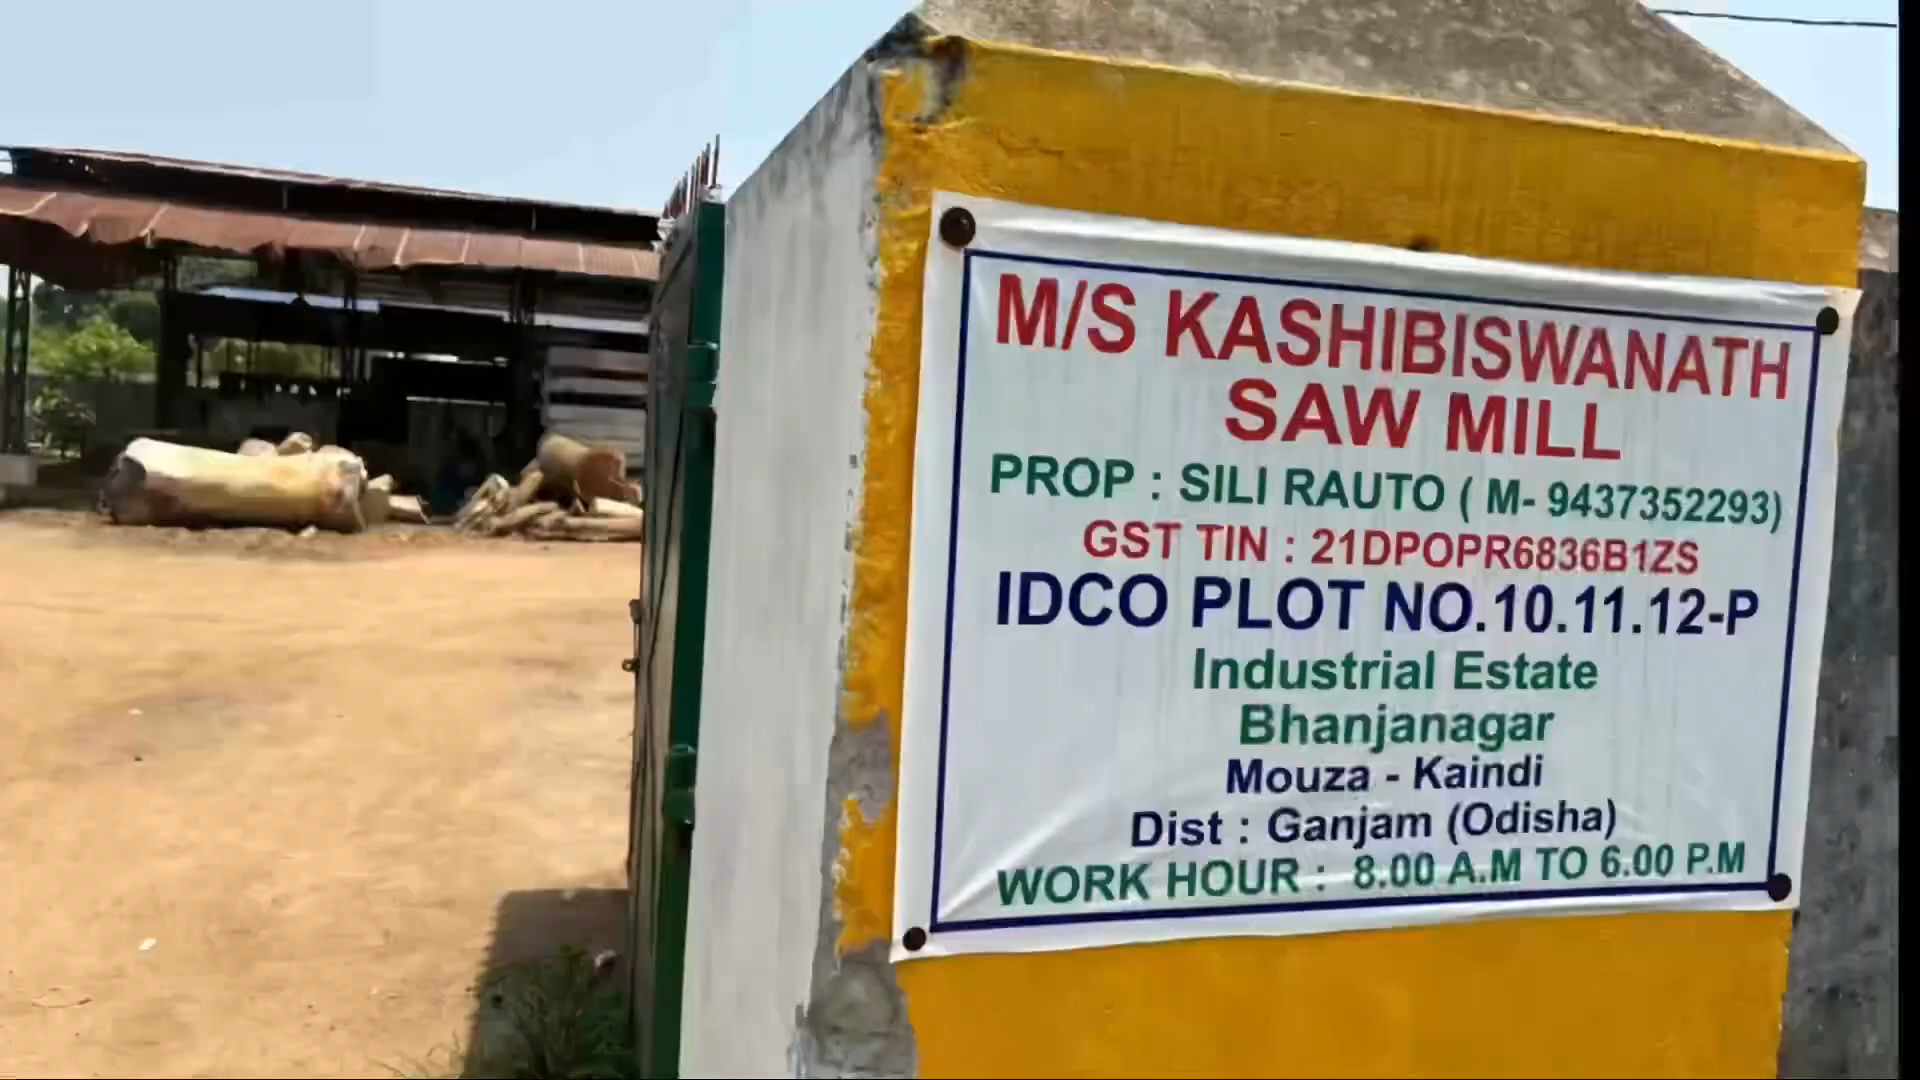 M/S KASHIBISWANATH
SAW MILL
PROP : SILI RAUTO ( M- 9437352293)
GST TIN : 21DPOPR6836B1ZS
IDCO PLOT NO.10.11.12-P
Industrial Estate
Bhanjanagar
Mouza - Kaindi
Dist : Ganjam (Odisha)
WORK HOUR : 8.00 A.M TO 6.00 P.M